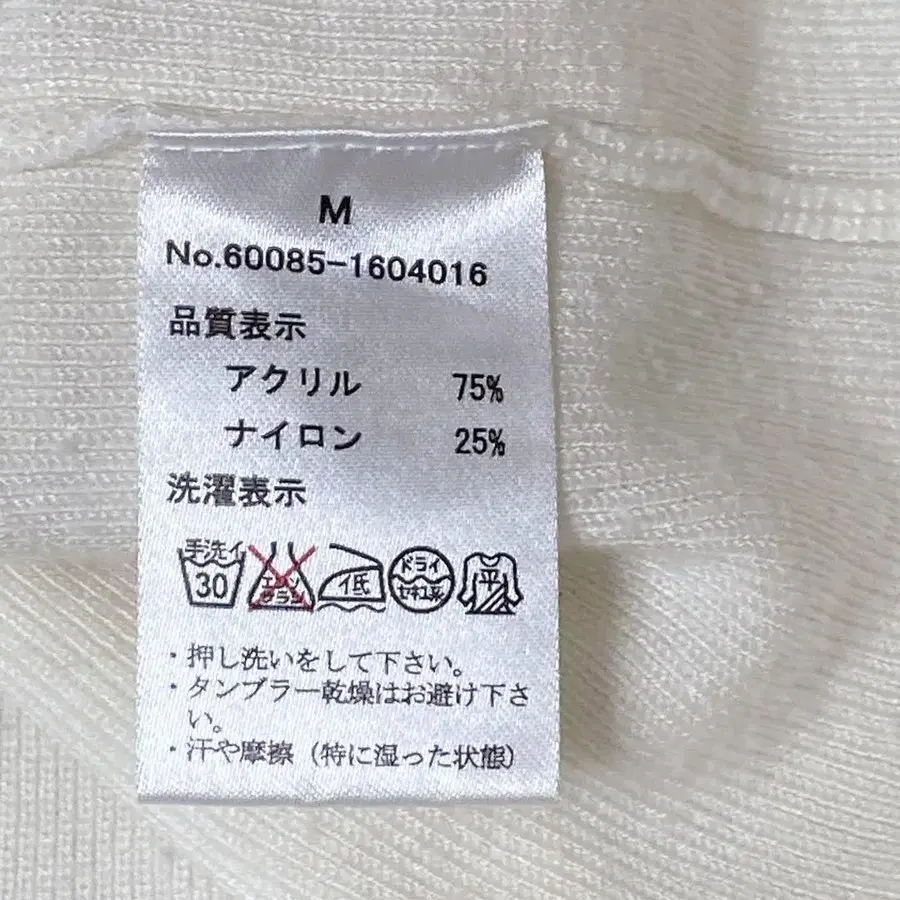 M
No.60085-1604016
品質表示
アクリル 75%
ナイロン 25%
洗濯表示
手洗イ
30
エンソ
サラシ
低
ドライ
セキユ系
平
・押し洗いをして下さい。
・タンブラー乾燥はお避け下さ
い。
・汗や摩擦（特に湿った状態）